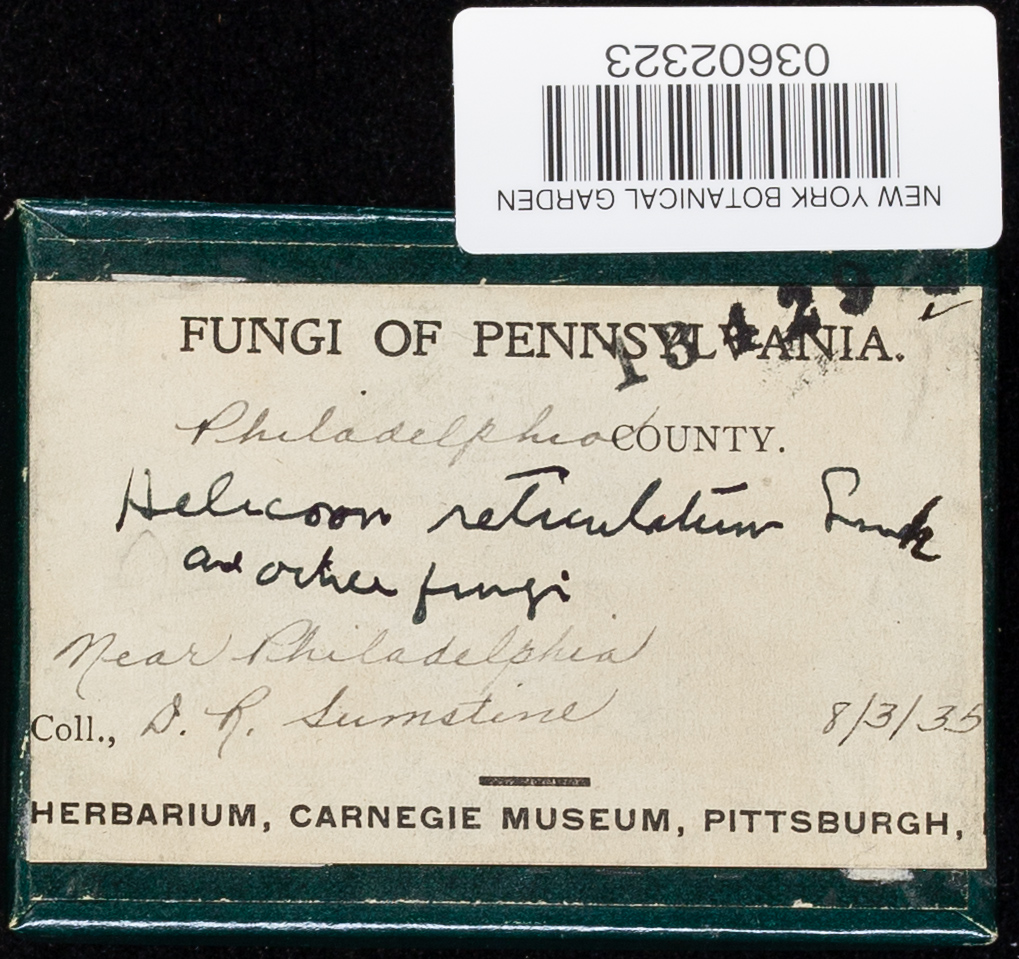 03602323
NEW YORK BOTANICAL GARDEN
FUNGI OF PENNSYLVANIA.
Philadelphia COUNTY.
Helicoon reticulatum
and other fungi
Near Philadelphia
Coll., D. R. Sumstine 8/3/35
HERBARIUM, CARNEGIE MUSEUM, PITTSBURGH,